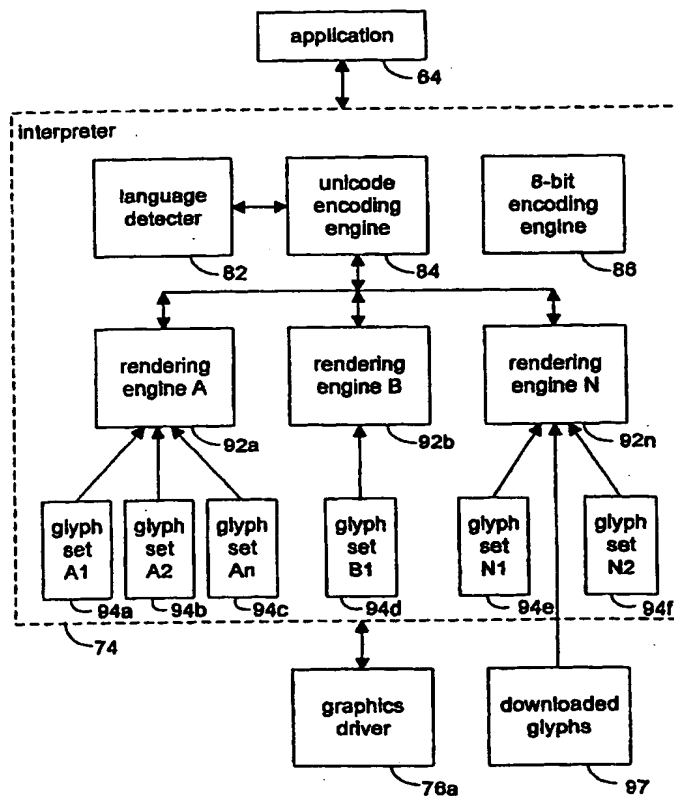 application
64
interpreter
language
detecter
82
unicode
encoding
engine
84
8-bit
encoding
engine
86
rendering
engine A
92a
rendering
engine B
92b
rendering
engine N
92n
glyph
set
A1
94a
glyph
set
A2
94b
glyph
set
An
94c
glyph
set
B1
94d
glyph
set
N1
94e
glyph
set
N2
94f
74
graphics
driver
76a
downloaded
glyphs
97